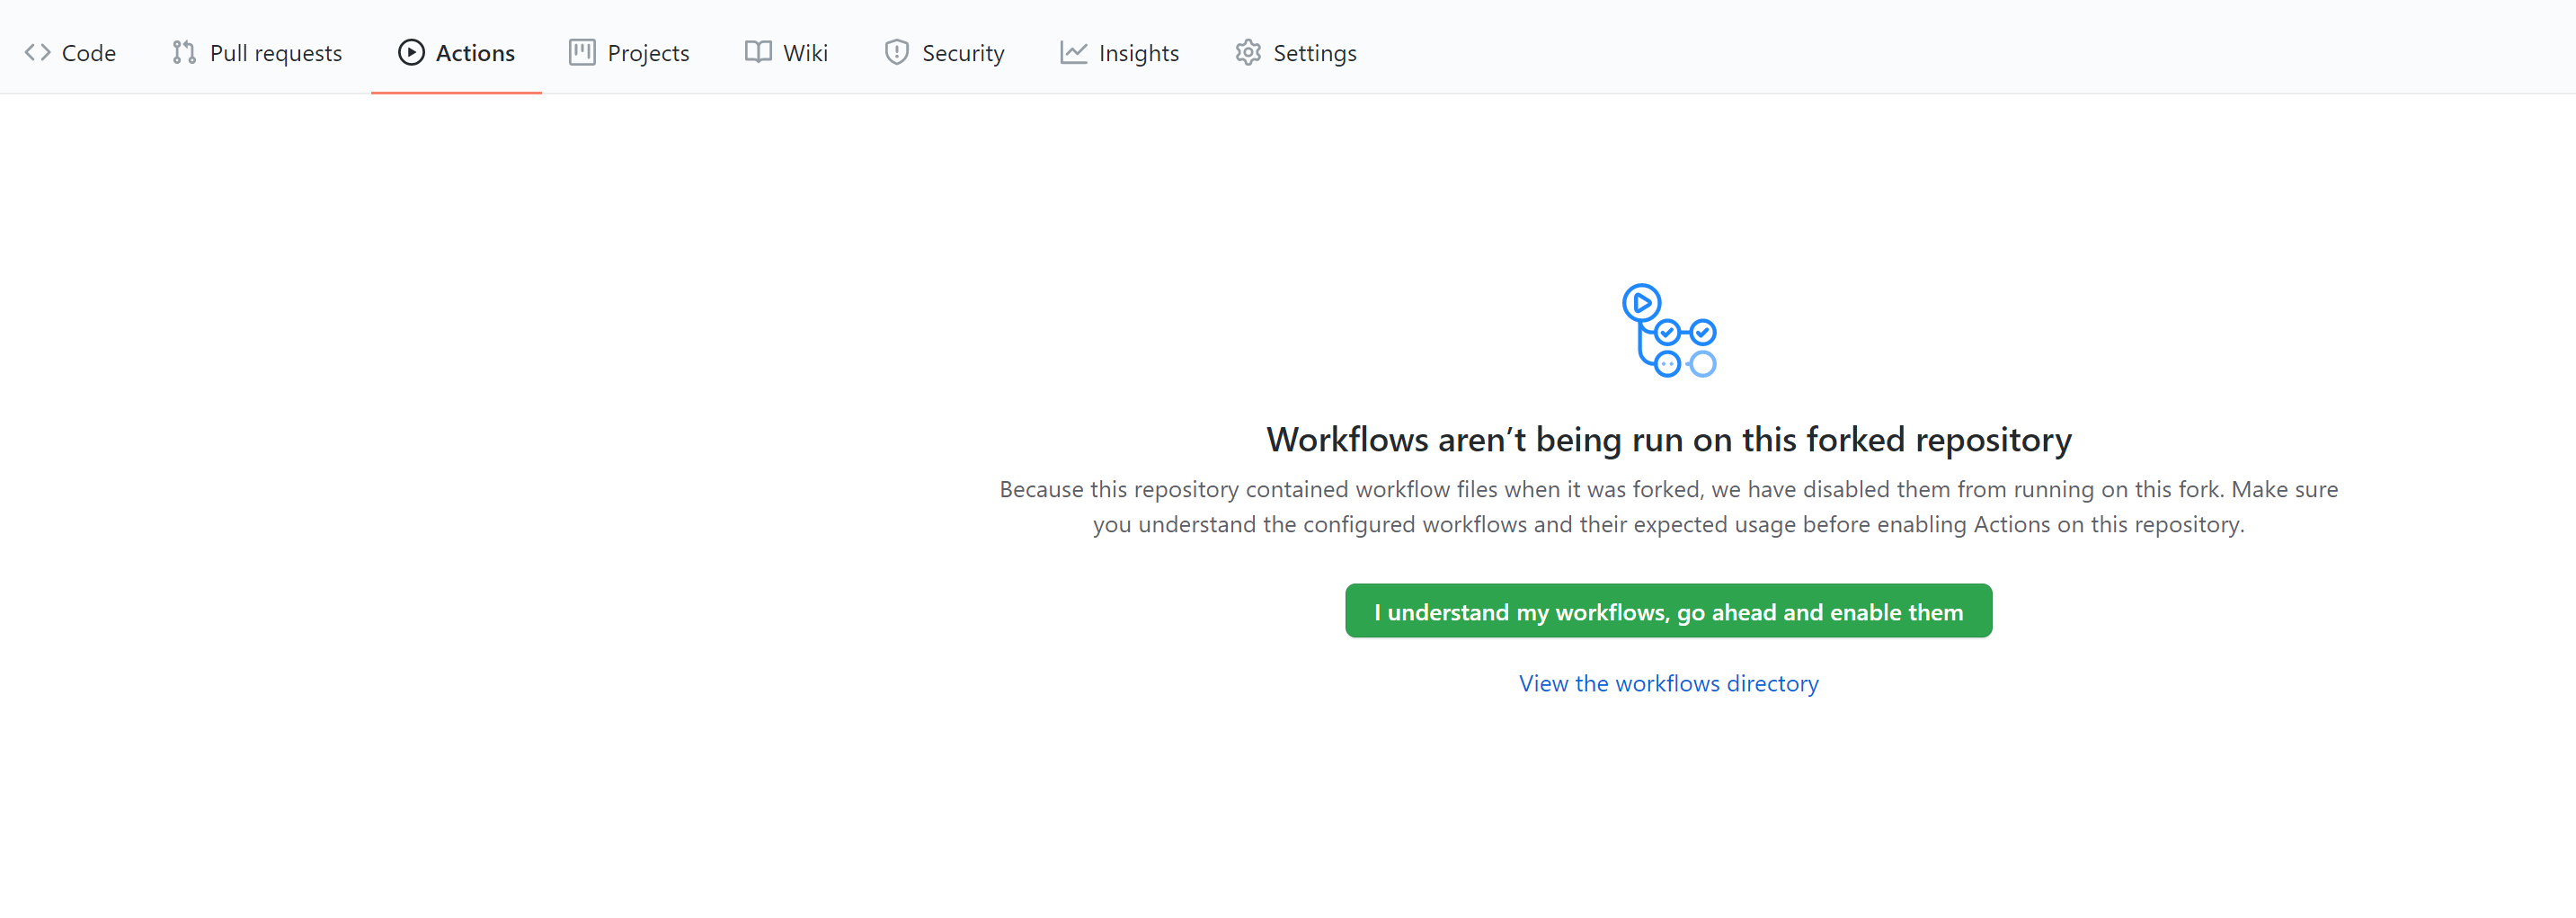 Code Pull requests Actions Projects Wiki Security Insights Settings
Workflows aren’t being run on this forked repository
Because this repository contained workflow files when it was forked, we have disabled them from running on this fork. Make sure
you understand the configured workflows and their expected usage before enabling Actions on this repository.
I understand my workflows, go ahead and enable them
View the workflows directory